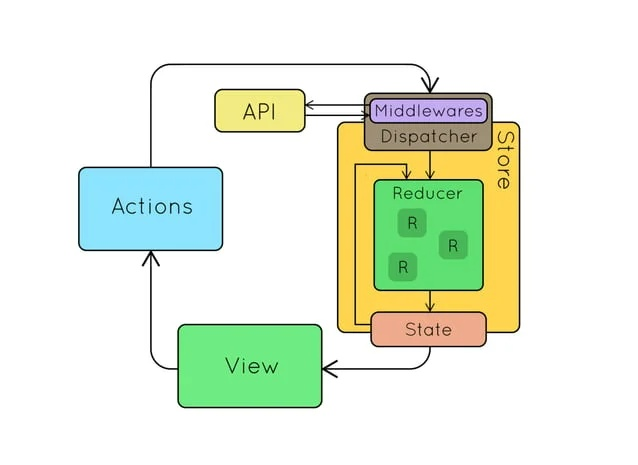 API
Middlewares
Dispatcher
Store
Actions
Reducer
R
R
R
State
View